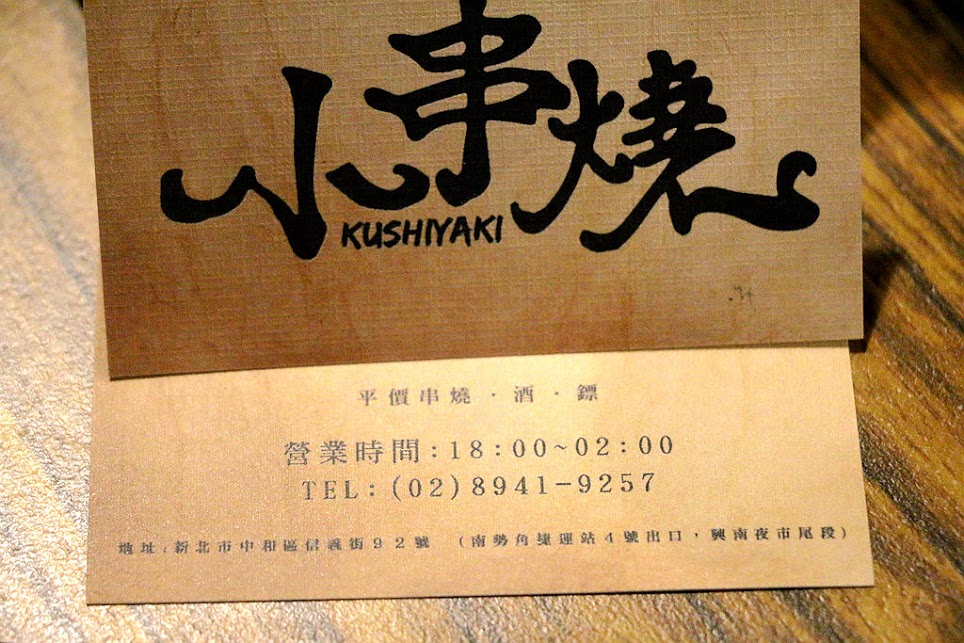 小串燒
KUSHIYAKI
平價串燒．酒．鏢
營業時間:18:00~02:00
TEL:(02)8941-9257
地址:新北市中和區信義街92號 (南勢角捷運站4號出口，興南夜市尾段)